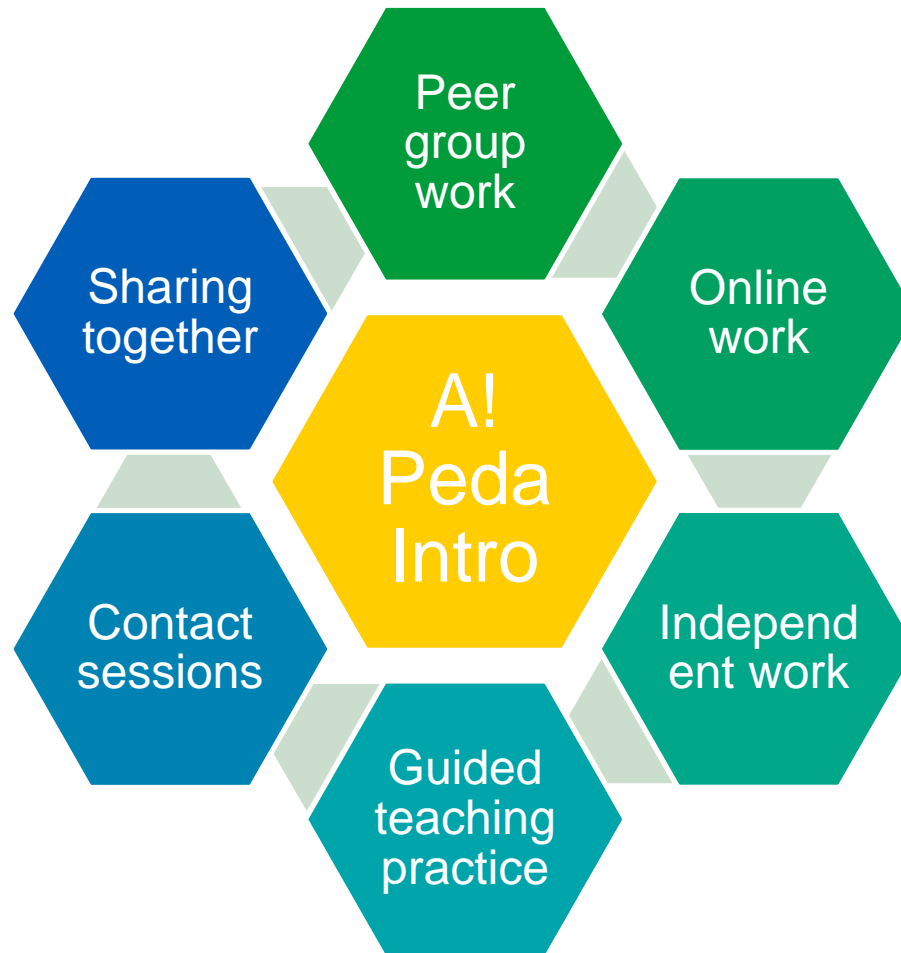 Peer
group
work
Sharing
together
Online
work
A!
Peda
Intro
Contact
sessions
Independ
ent work
Guided
teaching
practice